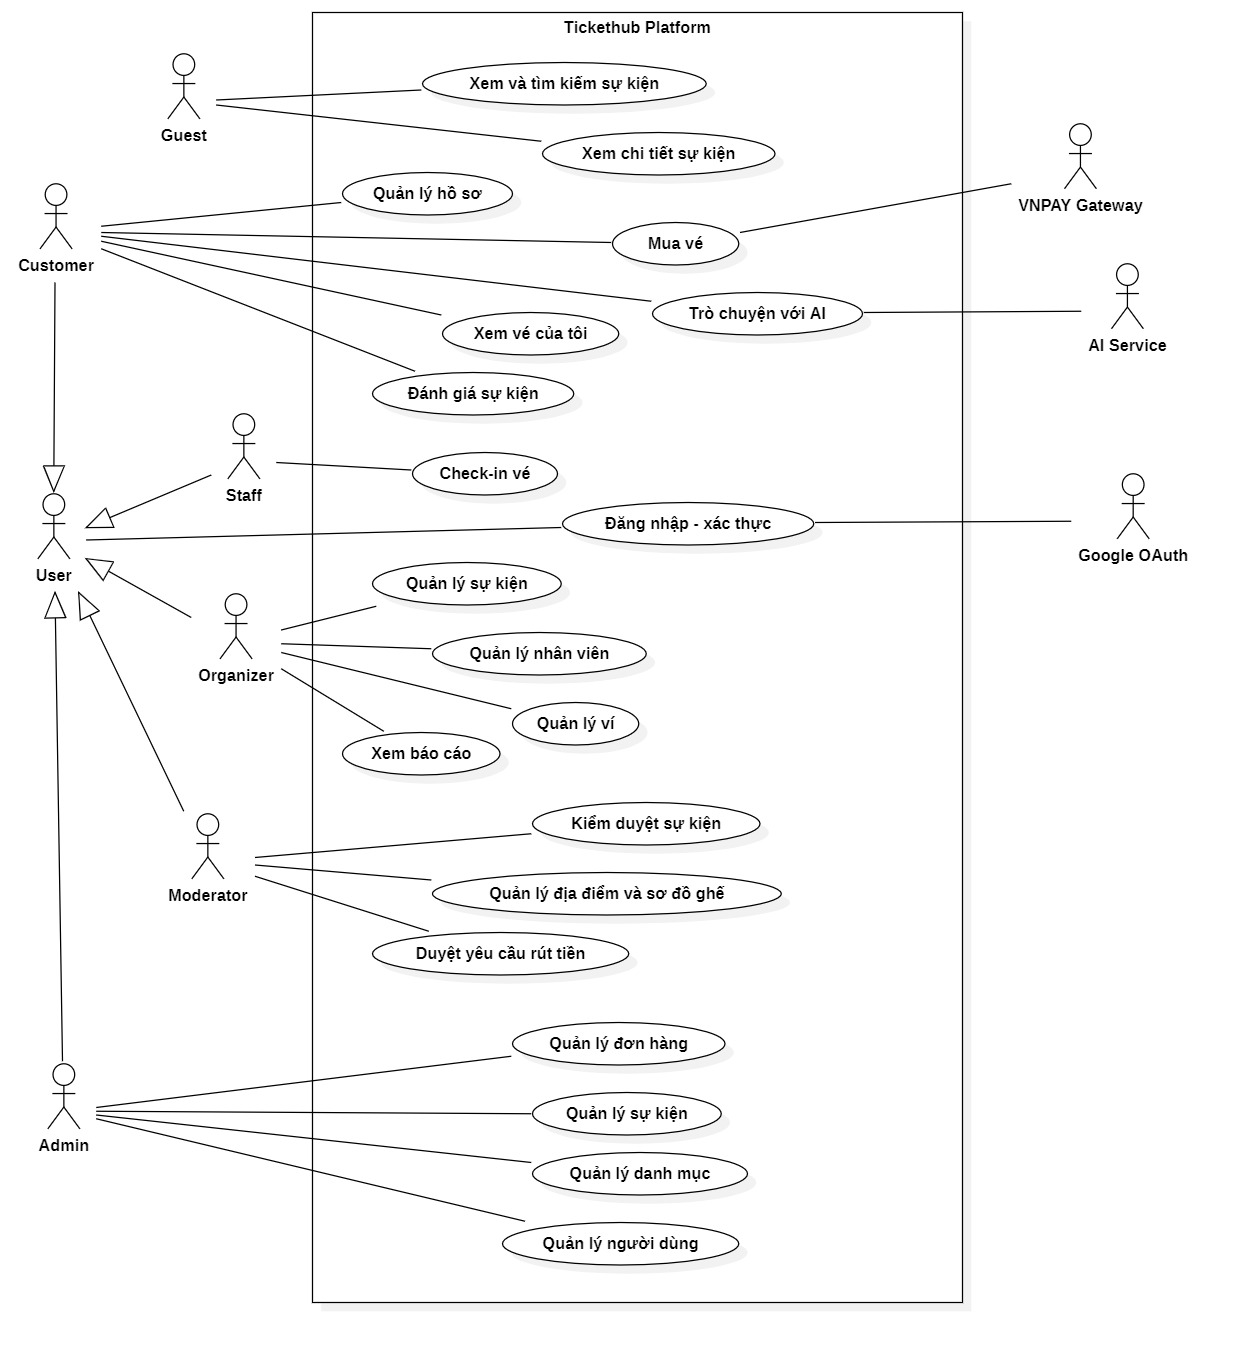 Tickethub Platform
Xem và tìm kiếm sự kiện
Guest
Xem chi tiết sự kiện
Quản lý hồ sơ
VNPAY Gateway
Mua vé
Customer
Trò chuyện với AI
Xem vé của tôi
AI Service
Đánh giá sự kiện
Check-in vé
Staff
Đăng nhập - xác thực
Google OAuth
User
Quản lý sự kiện
Quản lý nhân viên
Organizer
Quản lý ví
Xem báo cáo
Kiểm duyệt sự kiện
Moderator
Quản lý địa điểm và sơ đồ ghế
Duyệt yêu cầu rút tiền
Quản lý đơn hàng
Quản lý sự kiện
Admin
Quản lý danh mục
Quản lý người dùng